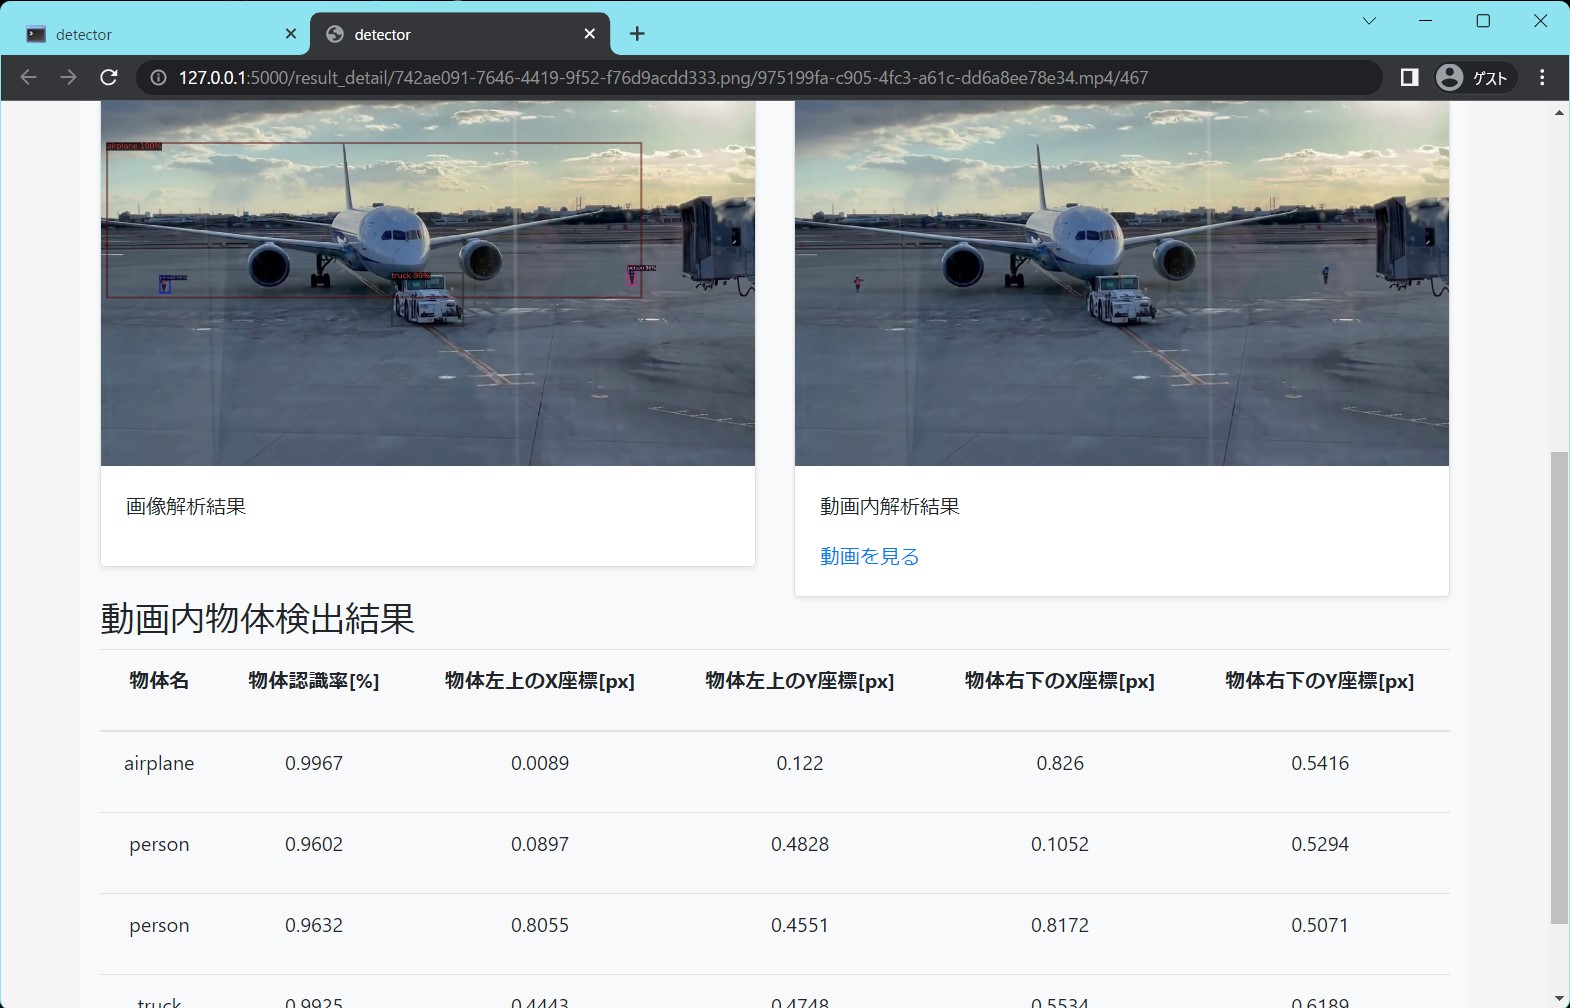 detector
detector
127.0.0.1:5000/result_detail/742ae091-7646-4419-9f52-f76d9acdd333.png/975199fa-c905-4fc3-a61c-dd6a8ee78e34.mp4/467
ゲスト
airplane 100%
truck 99%
person 96%
画像解析結果
動画内解析結果
動画を見る
動画内物体検出結果
物体名 物体認識率[%] 物体左上のX座標[px] 物体左上のY座標[px] 物体右下のX座標[px] 物体右下のY座標[px]
airplane 0.9967 0.0089 0.122 0.826 0.5416
person 0.9602 0.0897 0.4828 0.1052 0.5294
person 0.9632 0.8055 0.4551 0.8172 0.5071
truck 0.9925 0.4443 0.4748 0.5534 0.6189